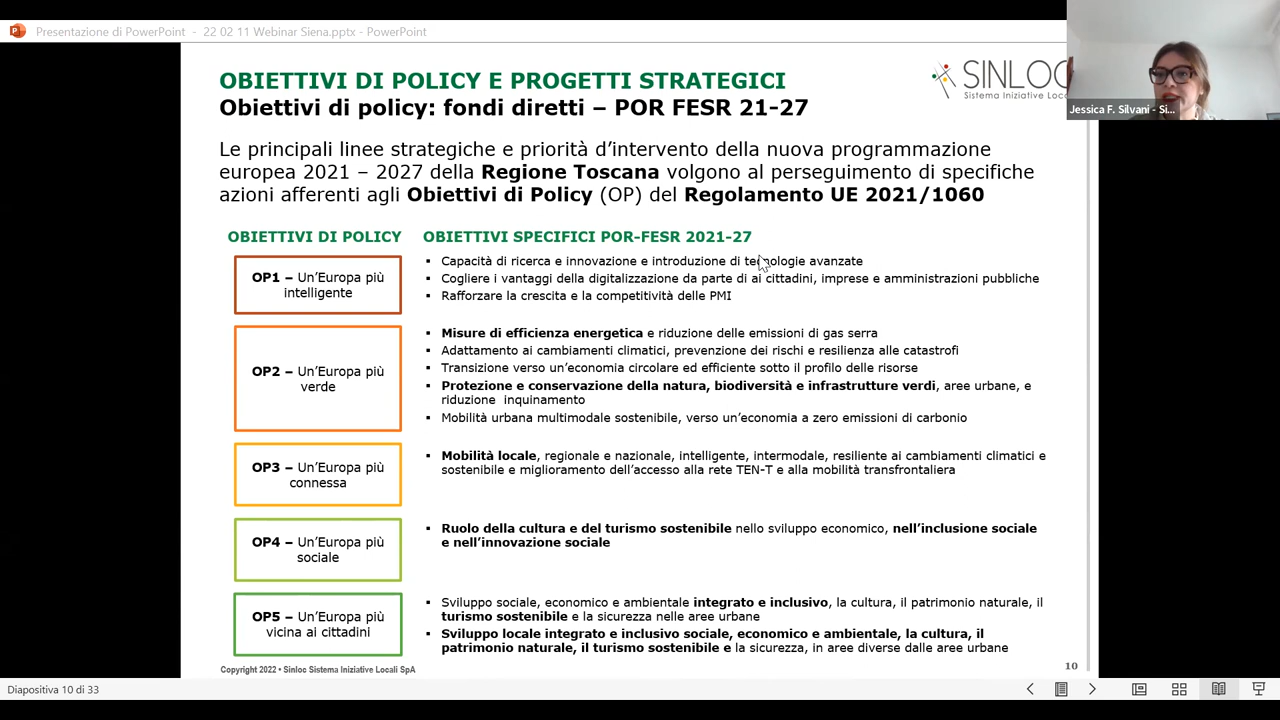 Presentazione di PowerPoint - 22 02 11 Webinar Siena.pptx - PowerPoint
OBIETTIVI DI POLICY E PROGETTI STRATEGICI
Obiettivi di policy: fondi diretti – POR FESR 21-27
SINLOC
Sistema Iniziative Loca
Jessica F. Silvani - Si...
Le principali linee strategiche e priorità d’intervento della nuova programmazione
europea 2021 – 2027 della Regione Toscana volgono al perseguimento di specifiche
azioni afferenti agli Obiettivi di Policy (OP) del Regolamento UE 2021/1060
OBIETTIVI DI POLICY
OBIETTIVI SPECIFICI POR-FESR 2021-27
OP1 – Un’Europa più
intelligente
▪ Capacità di ricerca e innovazione e introduzione di tecnologie avanzate
▪ Cogliere i vantaggi della digitalizzazione da parte di ai cittadini, imprese e amministrazioni pubbliche
▪ Rafforzare la crescita e la competitività delle PMI
OP2 – Un’Europa più
verde
▪ Misure di efficienza energetica e riduzione delle emissioni di gas serra
▪ Adattamento ai cambiamenti climatici, prevenzione dei rischi e resilienza alle catastrofi
▪ Transizione verso un’economia circolare ed efficiente sotto il profilo delle risorse
▪ Protezione e conservazione della natura, biodiversità e infrastrutture verdi, aree urbane, e
riduzione inquinamento
▪ Mobilità urbana multimodale sostenibile, verso un’economia a zero emissioni di carbonio
OP3 – Un’Europa più
connessa
▪ Mobilità locale, regionale e nazionale, intelligente, intermodale, resiliente ai cambiamenti climatici e
sostenibile e miglioramento dell’accesso alla rete TEN-T e alla mobilità transfrontaliera
OP4 – Un’Europa più
sociale
▪ Ruolo della cultura e del turismo sostenibile nello sviluppo economico, nell’inclusione sociale
e nell’innovazione sociale
OP5 – Un’Europa più
vicina ai cittadini
▪ Sviluppo sociale, economico e ambientale integrato e inclusivo, la cultura, il patrimonio naturale, il
turismo sostenibile e la sicurezza nelle aree urbane
▪ Sviluppo locale integrato e inclusivo sociale, economico e ambientale, la cultura, il
patrimonio naturale, il turismo sostenibile e la sicurezza, in aree diverse dalle aree urbane
Copyright 2022 • Sinloc Sistema Iniziative Locali SpA
10
Diapositiva 10 di 33